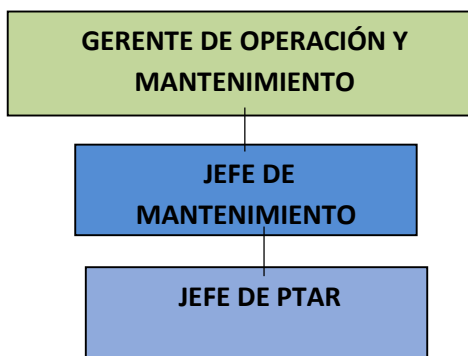 GERENTE DE OPERACIÓN Y
MANTENIMIENTO
JEFE DE
MANTENIMIENTO
JEFE DE PTAR